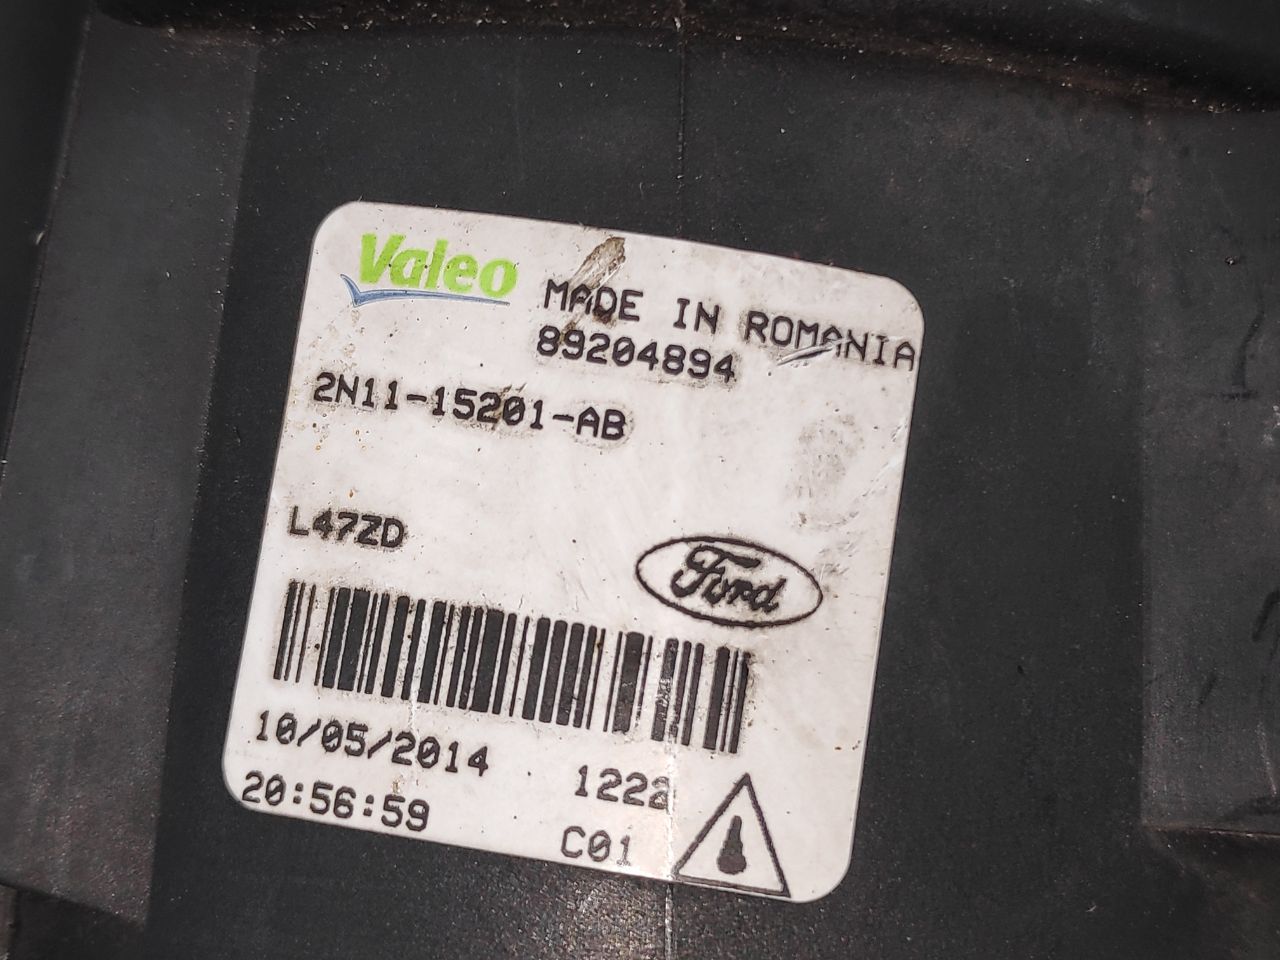 Valeo
MADE IN ROMANIA
89204894
2N11-15201-AB
L47ZD
Ford
10/05/2014 1222
20:56:59 C01